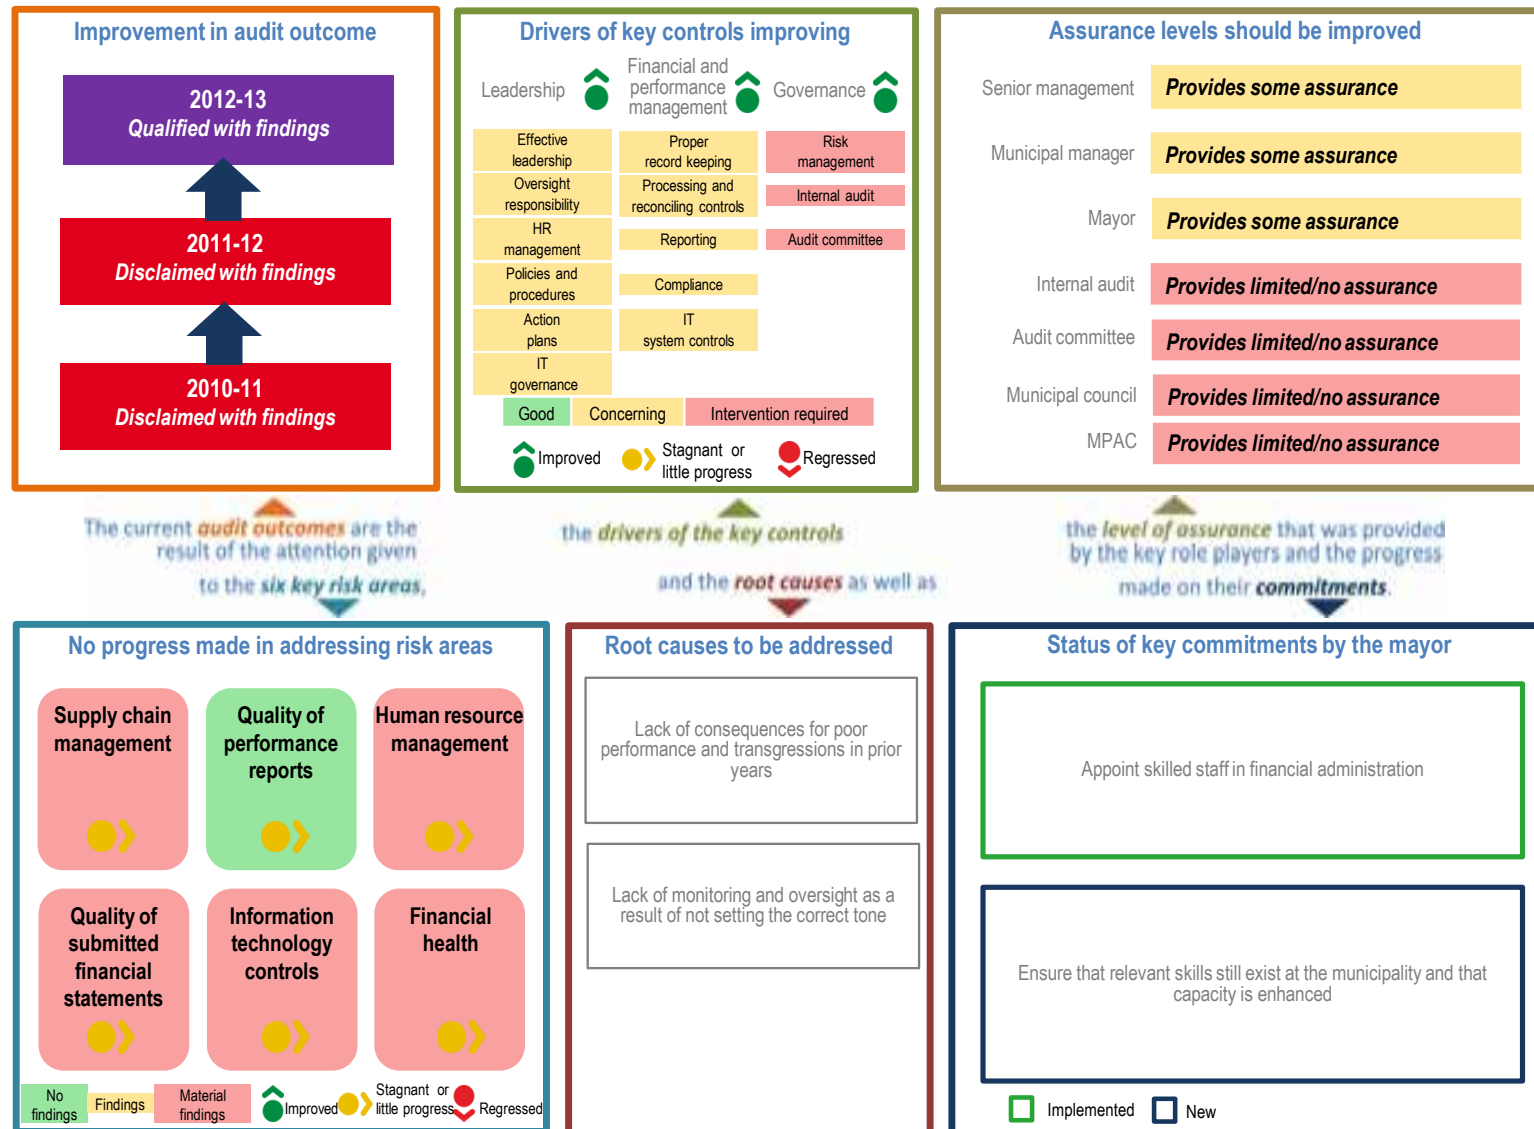 Improvement in audit outcome
2012-13
Qualified with findings
2011-12
Disclaimed with findings
2010-11
Disclaimed with findings
Drivers of key controls improving
Leadership
Financial and
performance
management
Governance
Effective
leadership
Oversight
responsibility
HR
management
Policies and
procedures
Action
plans
IT
governance
Proper
record keeping
Processing and
reconciling controls
Reporting
Compliance
IT
system controls
Risk
management
Internal audit
Audit committee
Good
Concerning
Intervention required
Improved
Stagnant or
little progress
Regressed
Assurance levels should be improved
Senior management
Provides some assurance
Municipal manager
Provides some assurance
Mayor
Provides some assurance
Internal audit
Provides limited/no assurance
Audit committee
Provides limited/no assurance
Municipal council
Provides limited/no assurance
MPAC
Provides limited/no assurance
The current audit outcomes are the
result of the attention given
to the six key risk areas,
the drivers of the key controls
and the root causes as well as
the level of assurance that was provided
by the key role players and the progress
made on their commitments.
No progress made in addressing risk areas
Supply chain
management
Quality of
performance
reports
Human resource
management
Quality of
submitted
financial
statements
Information
technology
controls
Financial
health
No
findings
Findings
Material
findings
Improved
Stagnant or
little progress
Regressed
Root causes to be addressed
Lack of consequences for poor
performance and transgressions in prior
years
Lack of monitoring and oversight as a
result of not setting the correct tone
Status of key commitments by the mayor
Appoint skilled staff in financial administration
Ensure that relevant skills still exist at the municipality and that
capacity is enhanced
Implemented
New